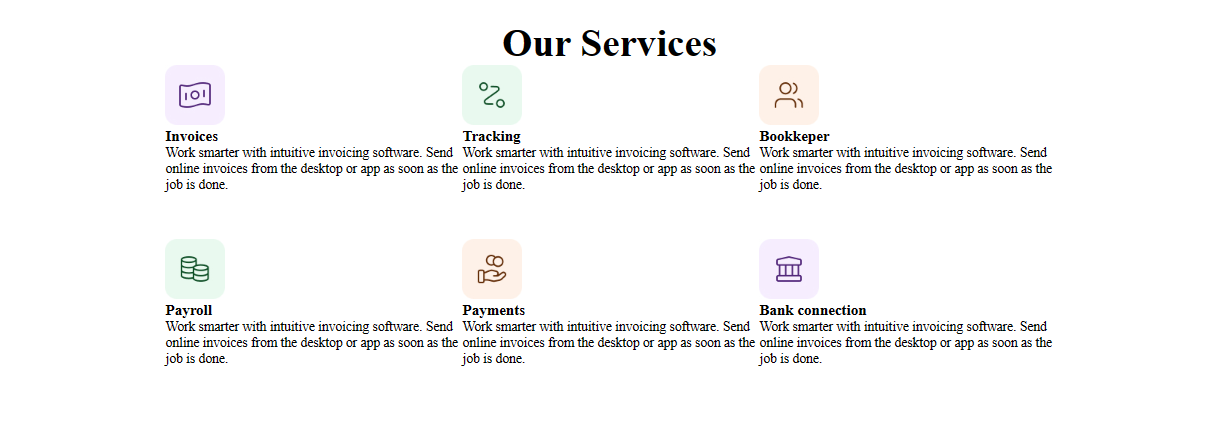 Our Services
Invoices
Work smarter with intuitive invoicing software. Send
online invoices from the desktop or app as soon as the
job is done.
Tracking
Work smarter with intuitive invoicing software. Send
online invoices from the desktop or app as soon as the
job is done.
Bookkeper
Work smarter with intuitive invoicing software. Send
online invoices from the desktop or app as soon as the
job is done.
Payroll
Work smarter with intuitive invoicing software. Send
online invoices from the desktop or app as soon as the
job is done.
Payments
Work smarter with intuitive invoicing software. Send
online invoices from the desktop or app as soon as the
job is done.
Bank connection
Work smarter with intuitive invoicing software. Send
online invoices from the desktop or app as soon as the
job is done.